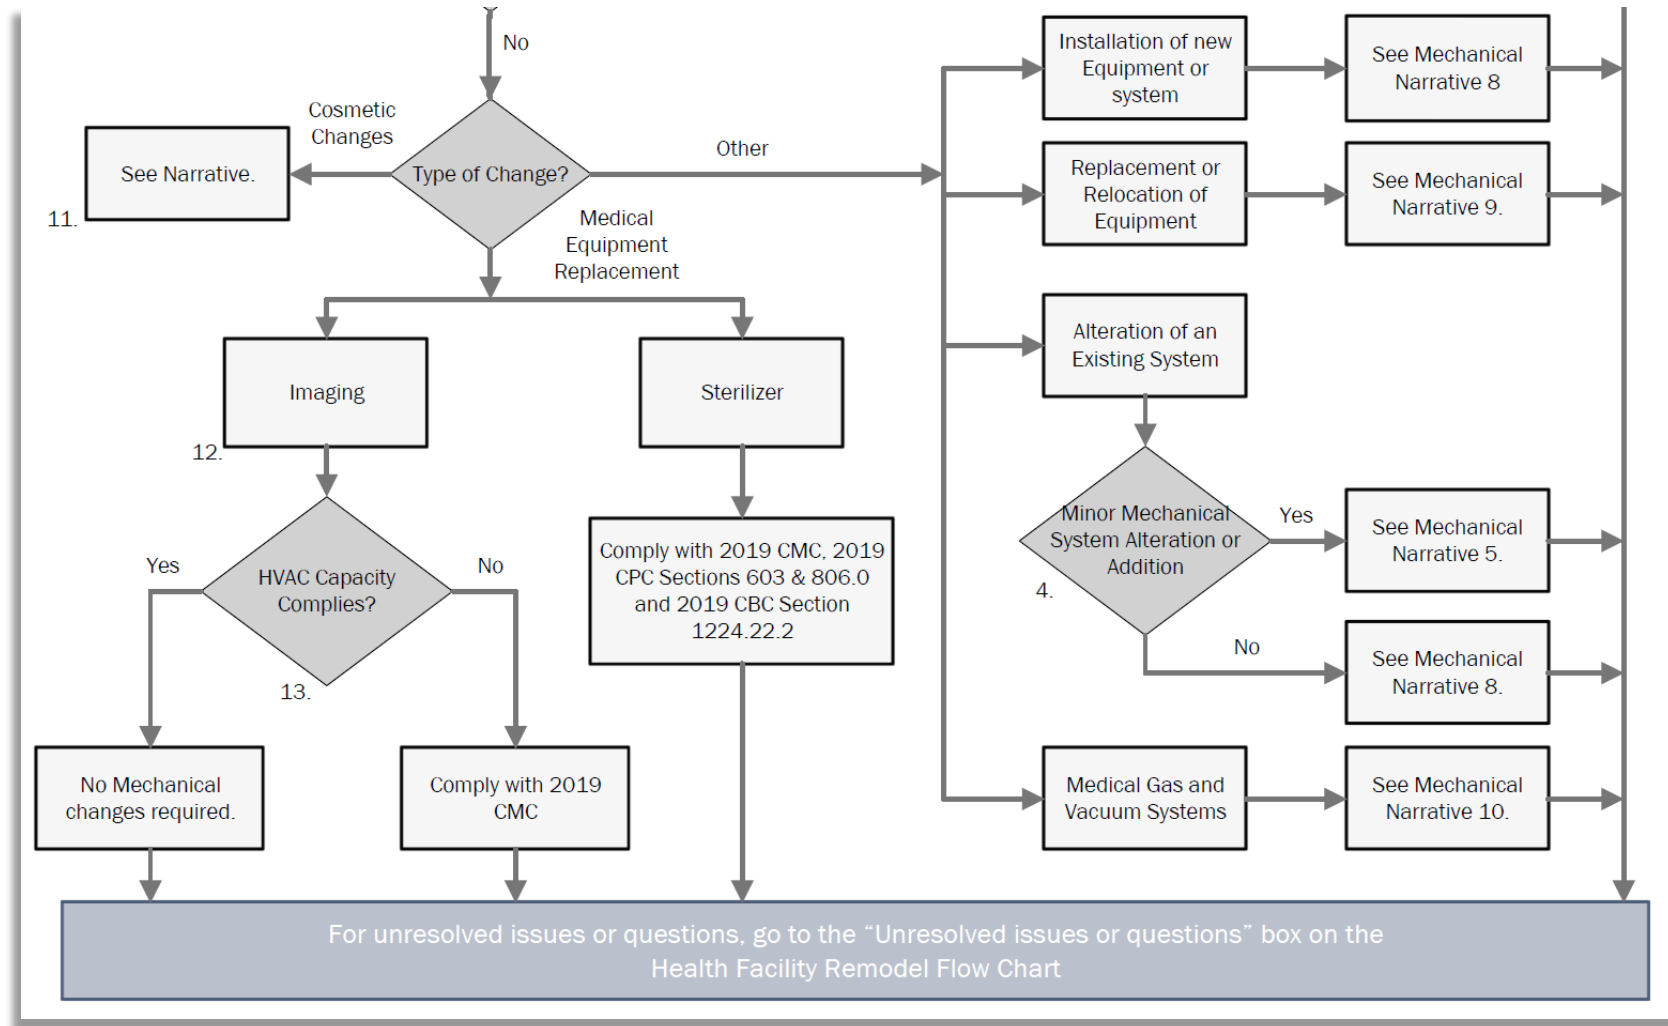 No
Cosmetic
Changes
See Narrative.
11.
Type of Change?
Other
Medical
Equipment
Replacement
Imaging
12.
Sterilizer
Yes
HVAC Capacity
Complies?
No
13.
Comply with 2019 CMC, 2019
CPC Sections 603 & 806.0
and 2019 CBC Section
1224.22.2
No Mechanical
changes required.
Comply with 2019
CMC
Installation of new
Equipment or
system
See Mechanical
Narrative 8
Replacement or
Relocation of
Equipment
See Mechanical
Narrative 9.
Alteration of an
Existing System
Minor Mechanical
System Alteration or
Addition
4.
Yes
See Mechanical
Narrative 5.
No
See Mechanical
Narrative 8.
Medical Gas and
Vacuum Systems
See Mechanical
Narrative 10.
For unresolved issues or questions, go to the “Unresolved issues or questions” box on the
Health Facility Remodel Flow Chart